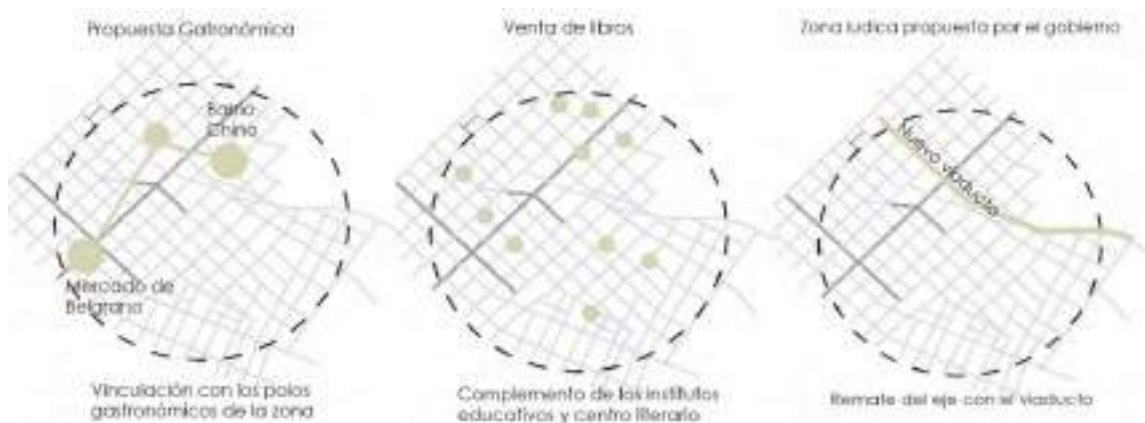 Propuesta Gatronómica
Barrio
Chino
Mercado de
Belgrano
Vinculación con los polos
gastronómicos de la zona
Venta de libros
Complemento de los institutos
educativos y centro literario
Zona ludica propuesta por el gobierno
Nuevo viaducto
Remate del eje con el viaducto